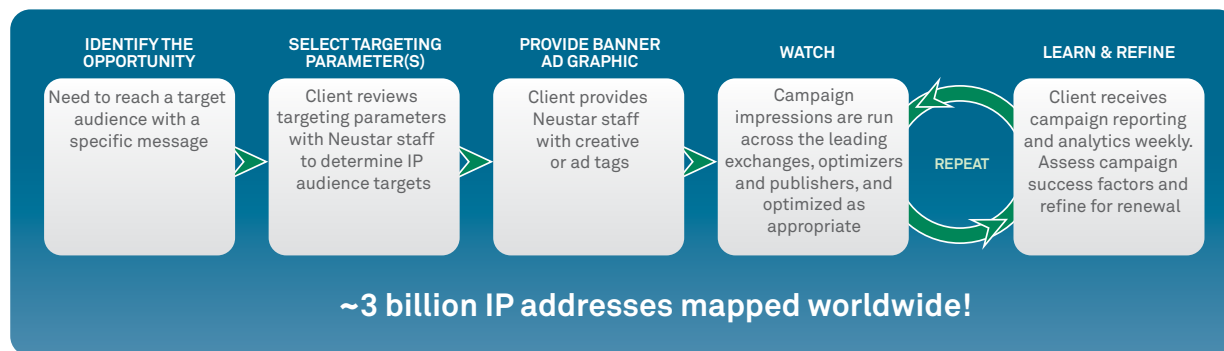 IDENTIFY THE
OPPORTUNITY
Need to reach a target
audience with a
specific message
SELECT TARGETING
PARAMETER(S)
Client reviews
targeting parameters
with Neustar staff
to determine IP
audience targets
PROVIDE BANNER
AD GRAPHIC
Client provides
Neustar staff
with creative
or ad tags
WATCH
Campaign
impressions are run
across the leading
exchanges, optimizers
and publishers, and
optimized as
appropriate
REPEAT
LEARN & REFINE
Client receives
campaign reporting
and analytics weekly.
Assess campaign
success factors and
refine for renewal
~3 billion IP addresses mapped worldwide!